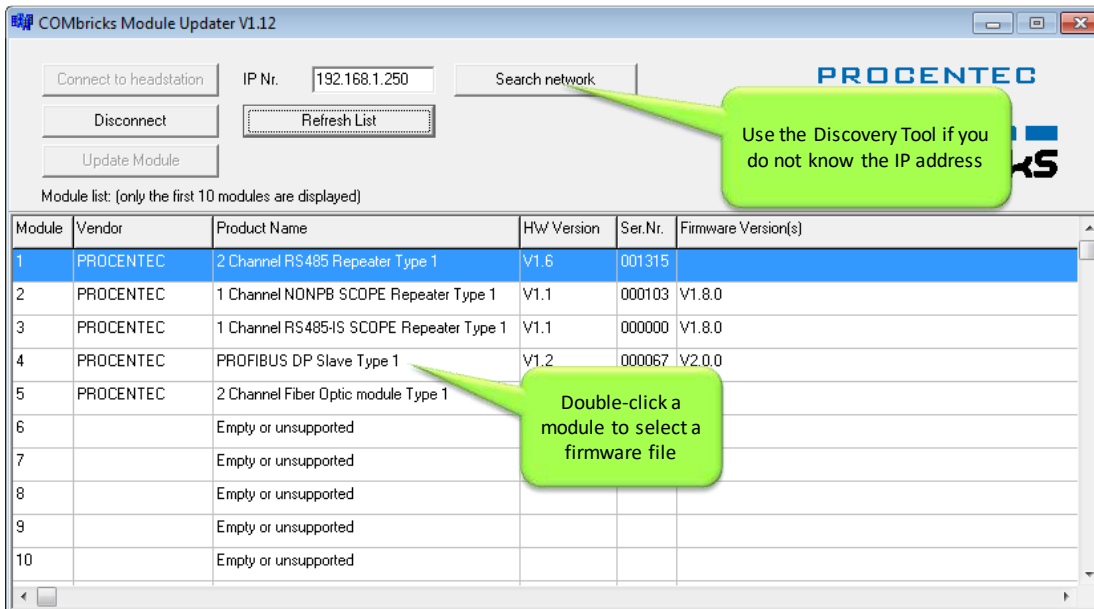 COMbricks Module Updater V1.12
Connect to headstation IP Nr. 192.168.1.250 Search network PROCENTEC
Disconnect Refresh List
Use the Discovery Tool if you
do not know the IP address
Update Module
Module list: (only the first 10 modules are displayed)
Module Vendor Product Name HW Version Ser.Nr. Firmware Version(s)
1 PROCENTEC 2 Channel RS485 Repeater Type 1 V1.6 001315
2 PROCENTEC 1 Channel NONPB SCOPE Repeater Type 1 V1.1 000103 V1.8.0
3 PROCENTEC 1 Channel RS485-IS SCOPE Repeater Type 1 V1.1 000000 V1.8.0
4 PROCENTEC PROFIBUS DP Slave Type 1 V1.2 000067 V2.0.0
5 PROCENTEC 2 Channel Fiber Optic module Type 1
Double-click a
module to select a
firmware file
6 Empty or unsupported
7 Empty or unsupported
8 Empty or unsupported
9 Empty or unsupported
10 Empty or unsupported